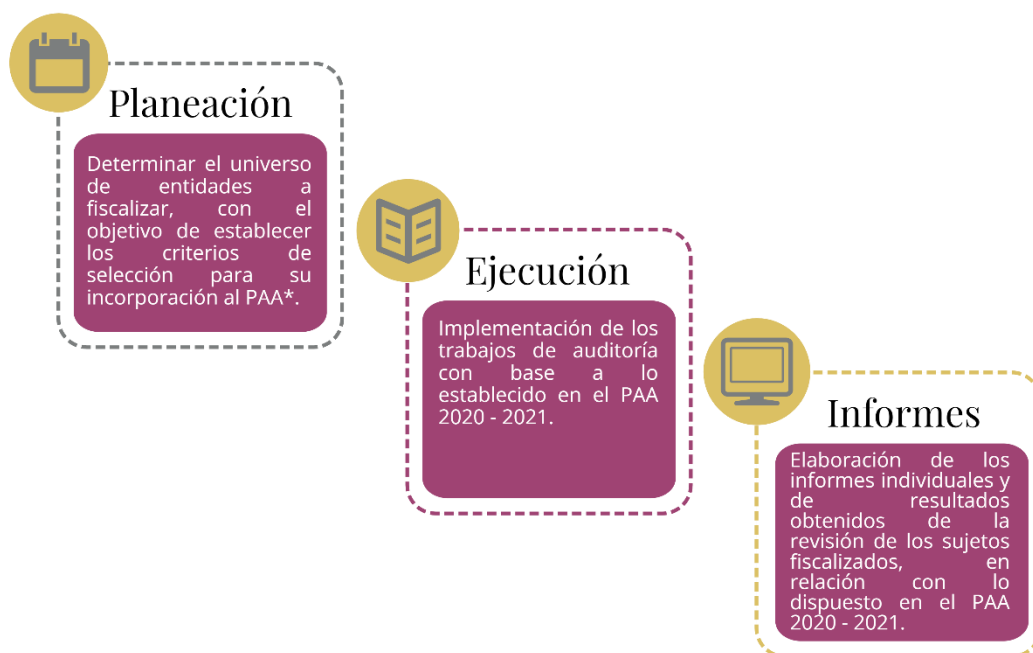 Planeación
Determinar el universo
de entidades a
fiscalizar, con el
objetivo de establecer
los criterios de
selección para su
incorporación al PAA*.
Ejecución
Implementación de los
trabajos de auditoría
con base a lo
establecido en el PAA
2020 - 2021.
Informes
Elaboración de los
informes individuales y
de resultados
obtenidos de la
revisión de los sujetos
fiscalizados, en
relación con lo
dispuesto en el PAA
2020 - 2021.